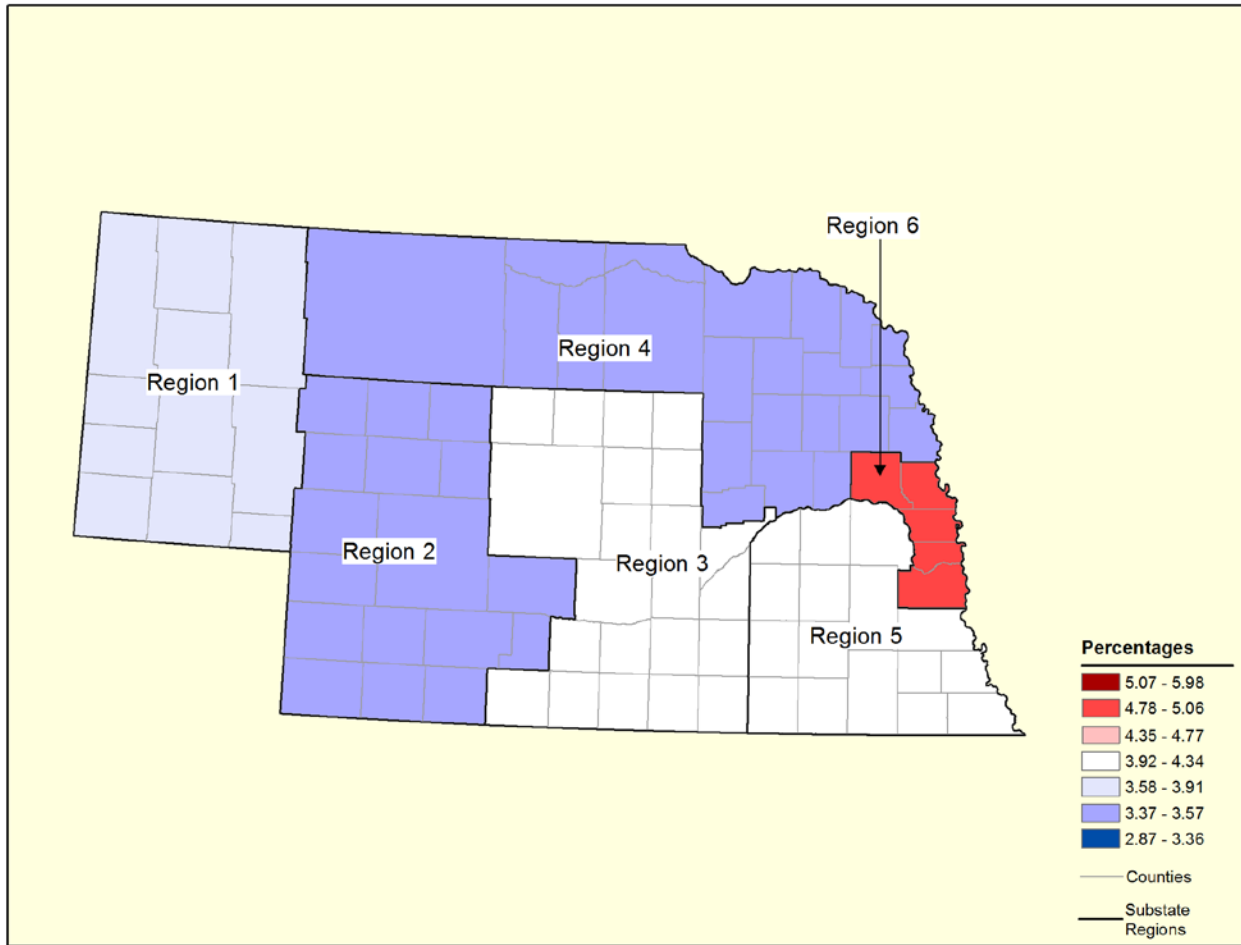 Region 6
Region 4
Region 1
Region 2
Region 3
Region 5
Percentages
5.07 - 5.98
4.78 - 5.06
4.35 - 4.77
3.92 - 4.34
3.58 - 3.91
3.37 - 3.57
2.87 - 3.36
Counties
Substate
Regions